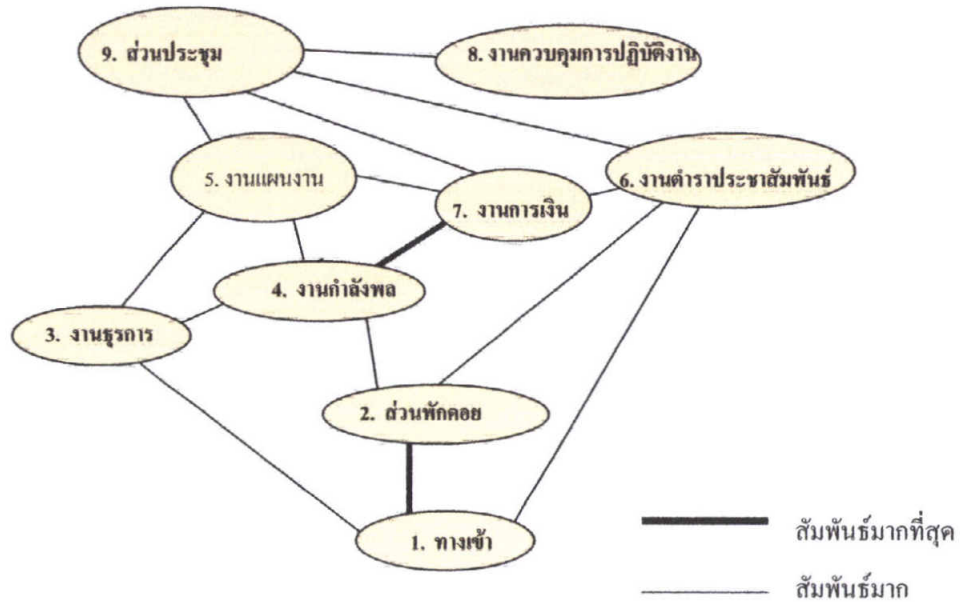 9. ส่วนประชุม
8. งานควบคุมการปฏิบัติงาน
5. งานแผนงาน
6. งานตำราประชาสัมพันธ์
7. งานการเงิน
4. งานกำลังพล
3. งานธุรการ
2. ส่วนพักคอย
1. ทางเข้า
สัมพันธ์มากที่สุด
สัมพันธ์มาก